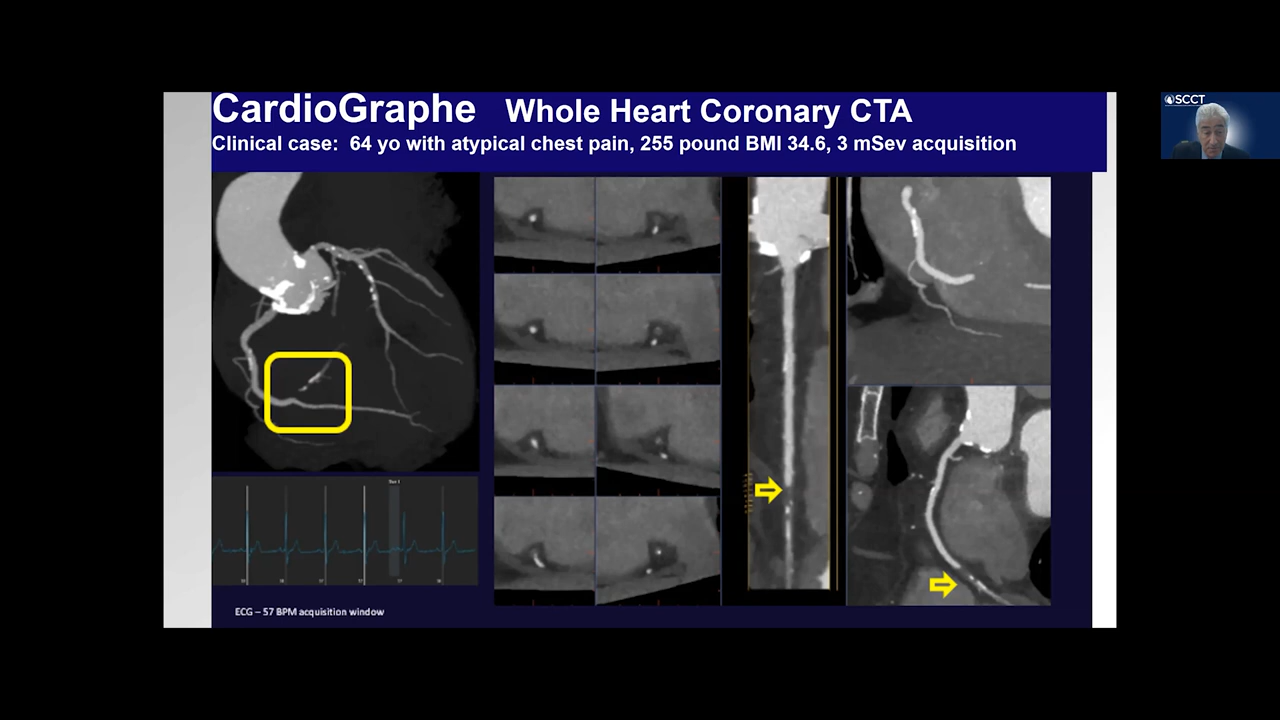 CardioGraphe Whole Heart Coronary CTA
Clinical case: 64 yo with atypical chest pain, 255 pound BMI 34.6, 3 mSev acquisition
SCCT
ECG – 57 BPM acquisition window